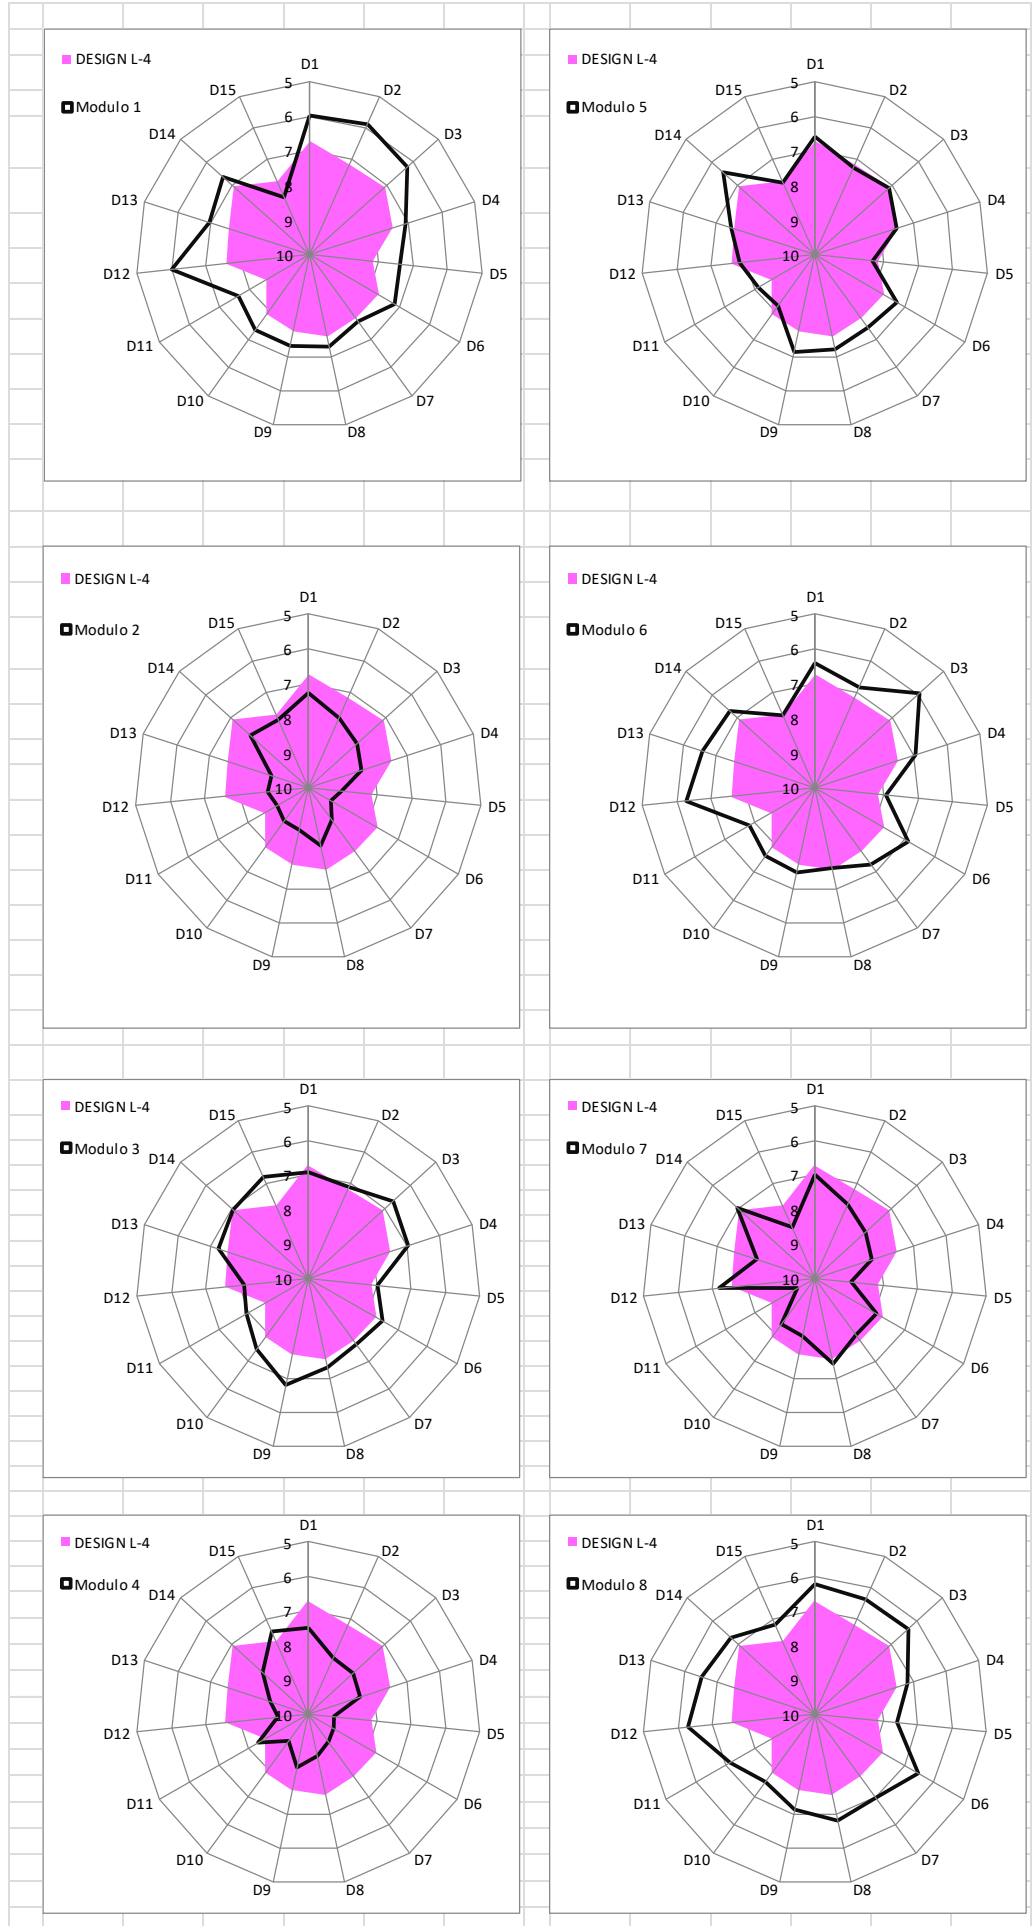 DESIGN L-4
Modulo 1
D1
D2
D3
D4
D5
D6
D7
D8
D9
D10
D11
D12
D13
D14
D15
5
6
7
8
9
10
DESIGN L-4
Modulo 5
D1
D2
D3
D4
D5
D6
D7
D8
D9
D10
D11
D12
D13
D14
D15
5
6
7
8
9
10
DESIGN L-4
Modulo 2
D1
D2
D3
D4
D5
D6
D7
D8
D9
D10
D11
D12
D13
D14
D15
5
6
7
8
9
10
DESIGN L-4
Modulo 6
D1
D2
D3
D4
D5
D6
D7
D8
D9
D10
D11
D12
D13
D14
D15
5
6
7
8
9
10
DESIGN L-4
Modulo 3
D1
D2
D3
D4
D5
D6
D7
D8
D9
D10
D11
D12
D13
D14
D15
5
6
7
8
9
10
DESIGN L-4
Modulo 7
D1
D2
D3
D4
D5
D6
D7
D8
D9
D10
D11
D12
D13
D14
D15
5
6
7
8
9
10
DESIGN L-4
Modulo 4
D1
D2
D3
D4
D5
D6
D7
D8
D9
D10
D11
D12
D13
D14
D15
5
6
7
8
9
10
DESIGN L-4
Modulo 8
D1
D2
D3
D4
D5
D6
D7
D8
D9
D10
D11
D12
D13
D14
D15
5
6
7
8
9
10